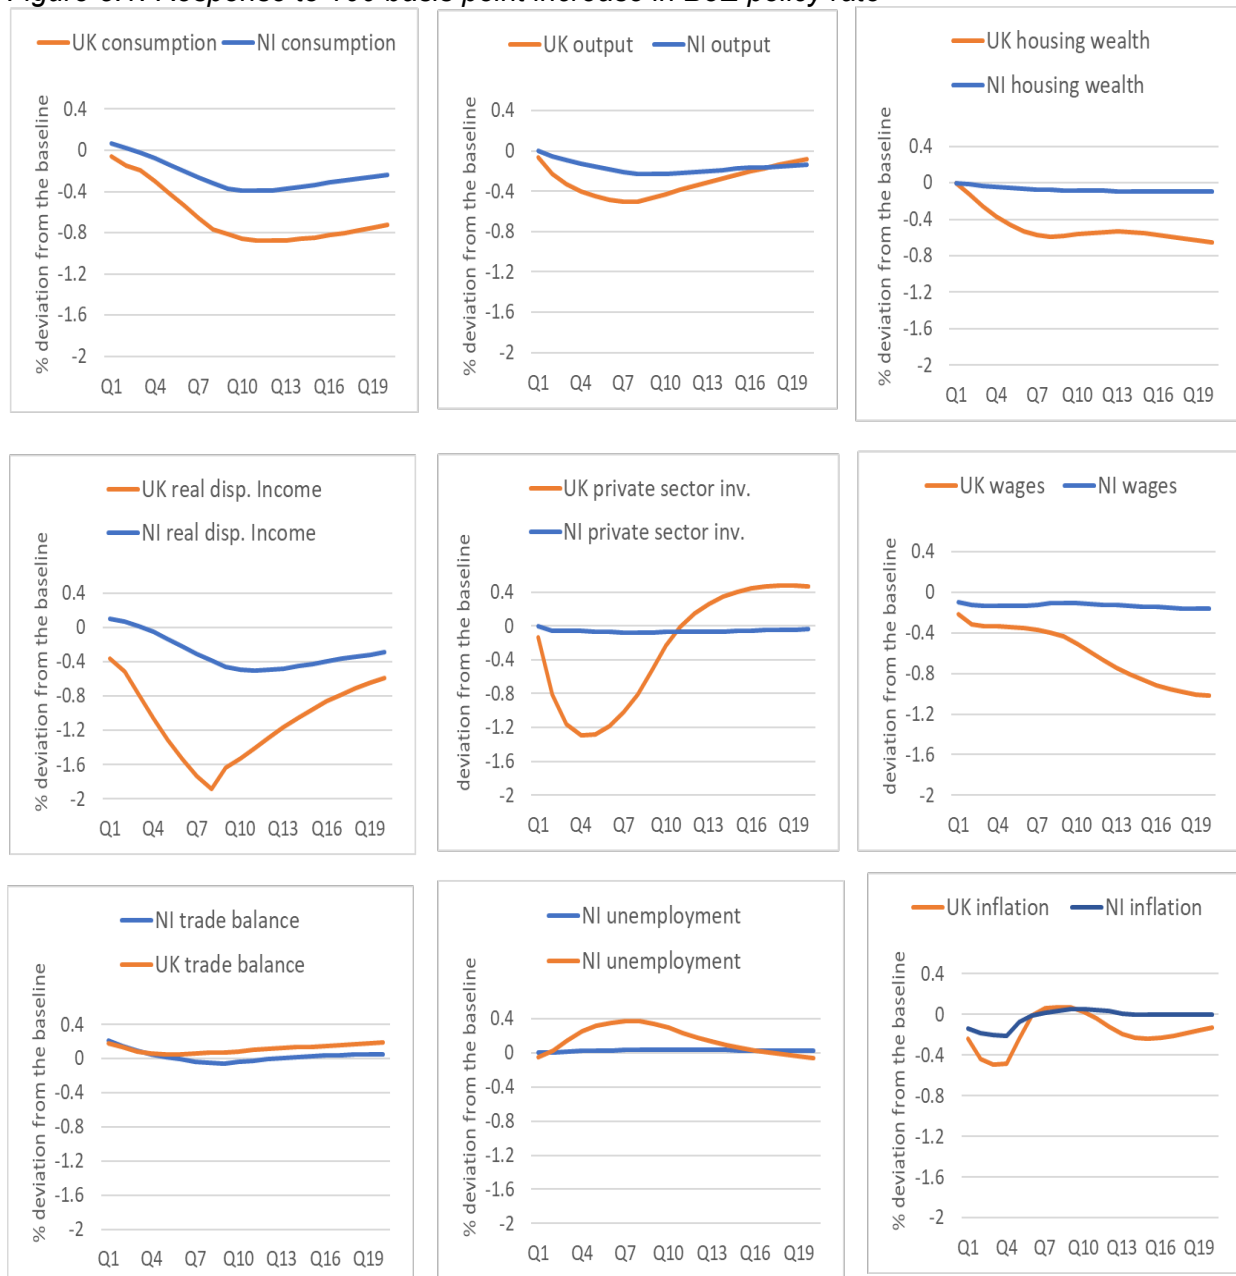 Figure Response to 100 basis point increase in BoE policy rate
UK consumption NI consumption
% deviation from the baseline
0.4
0
-0.4
-0.8
-1.2
-1.6
-2
Q1 Q4 Q7 Q10 Q13 Q16 Q19
UK output NI output
% deviation from the baseline
0.4
0
-0.4
-0.8
-1.2
-1.6
-2
Q1 Q4 Q7 Q10 Q13 Q16 Q19
UK housing wealth
NI housing wealth
% deviation from the baseline
0.4
0
-0.4
-0.8
-1.2
-1.6
-2
Q1 Q4 Q7 Q10 Q13 Q16 Q19
UK real disp. Income
NI real disp. Income
% deviation from the baseline
0.4
0
-0.4
-0.8
-1.2
-1.6
-2
Q1 Q4 Q7 Q10 Q13 Q16 Q19
UK private sector inv.
NI private sector inv.
deviation from the baseline
0.4
0
-0.4
-0.8
-1.2
-1.6
-2
Q1 Q4 Q7 Q10 Q13 Q16 Q19
UK wages NI wages
deviation from the baseline
0.4
0
-0.4
-0.8
-1.2
-1.6
-2
Q1 Q4 Q7 Q10 Q13 Q16 Q19
NI trade balance
UK trade balance
% deviation from the baseline
0.4
0
-0.4
-0.8
-1.2
-1.6
-2
Q1 Q4 Q7 Q10 Q13 Q16 Q19
NI unemployment
NI unemployment
% deviation from the baseline
0.4
0
-0.4
-0.8
-1.2
-1.6
-2
Q1 Q4 Q7 Q10 Q13 Q16 Q19
UK inflation NI inflation
% deviation from the baseline
0.4
0
-0.4
-0.8
-1.2
-1.6
-2
Q1 Q4 Q7 Q10 Q13 Q16 Q19